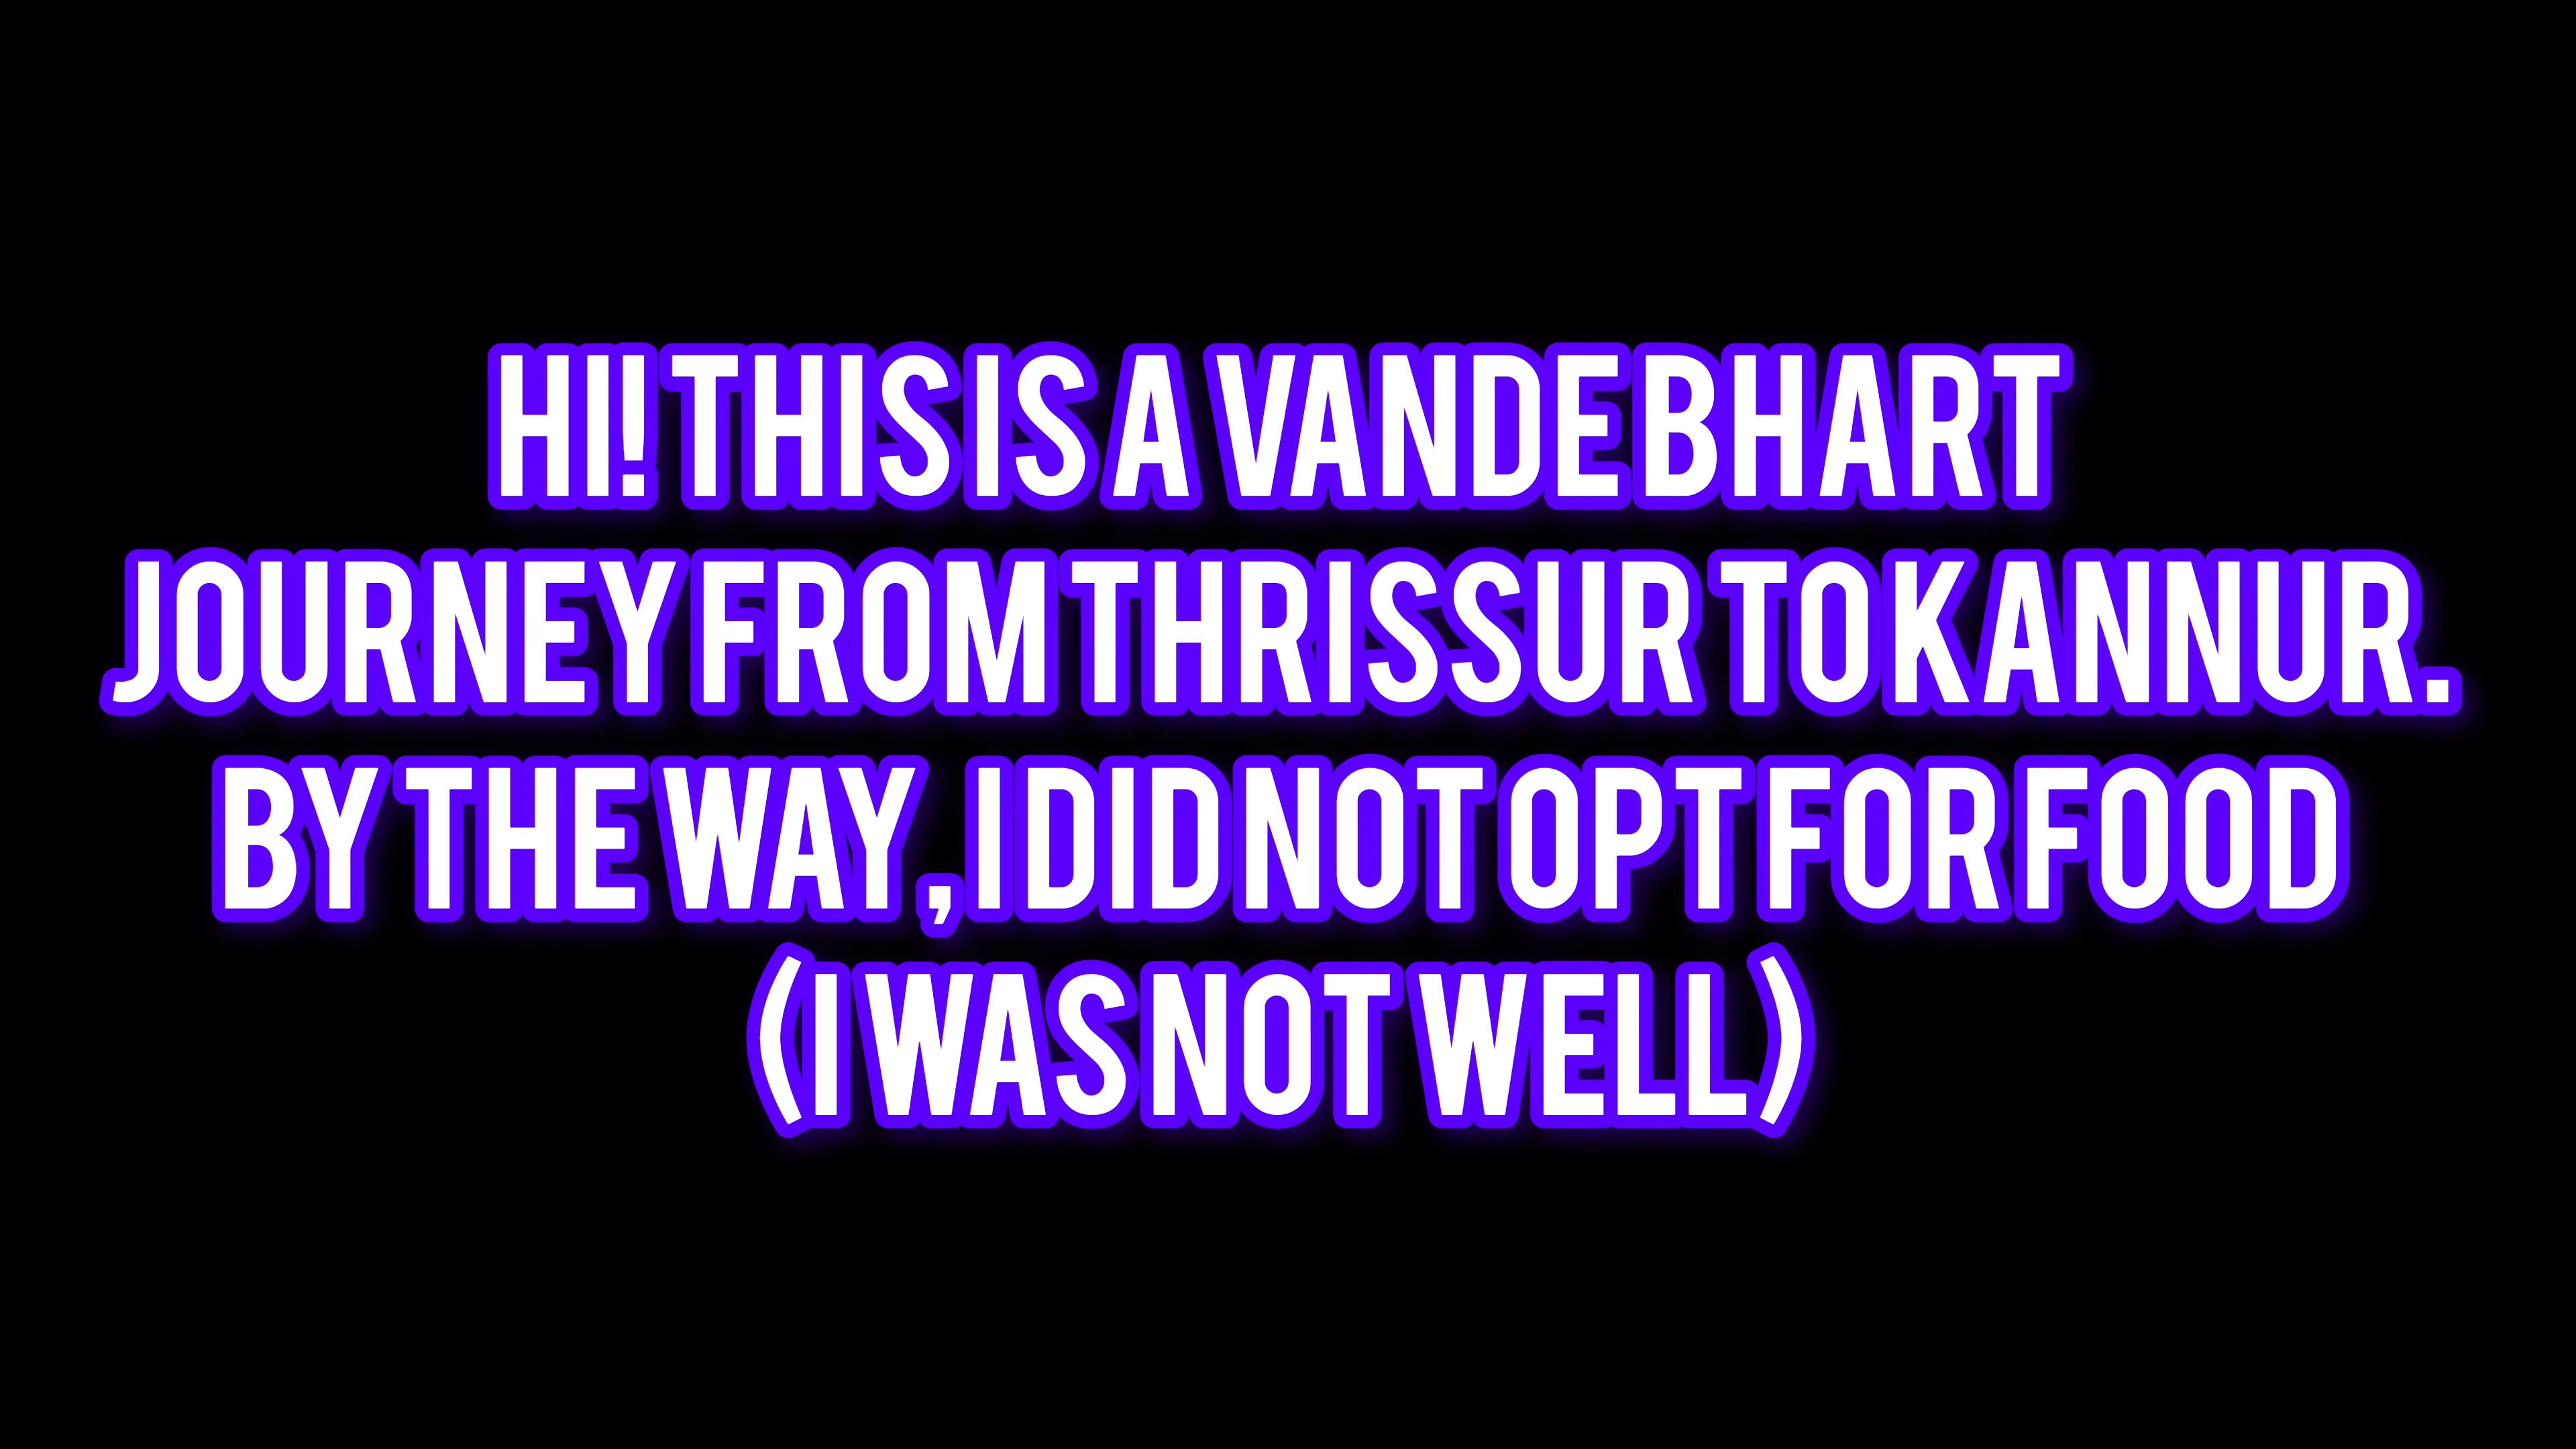 HI! THIS IS A VANDE BHART
JOURNEY FROM THRISSUR TO KANNUR.
BY THE WAY, I DID NOT OPT FOR FOOD
(I WAS NOT WELL)